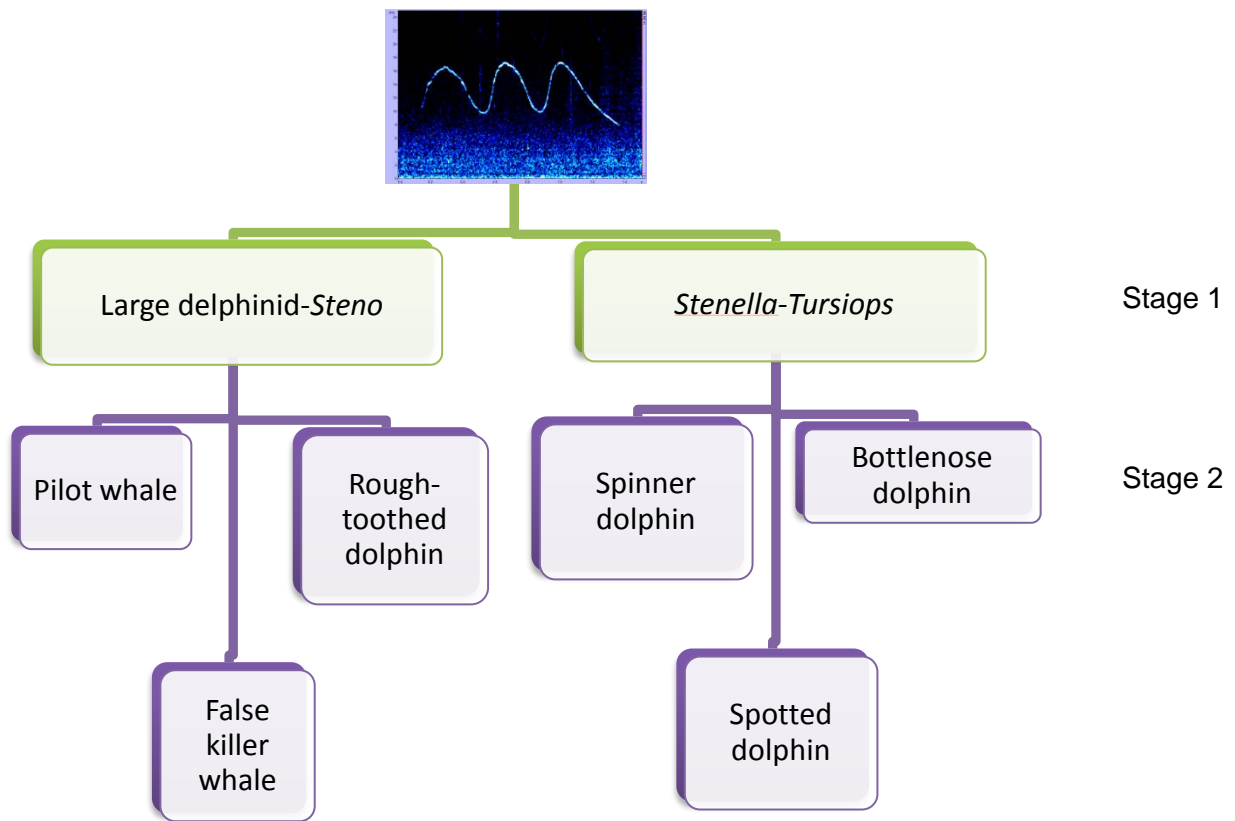 Large delphinid-Steno
Stenella-Tursiops
Stage 1
Pilot whale
Rough-
toothed
dolphin
Spinner
dolphin
Bottlenose
dolphin
Stage 2
False
killer
whale
Spotted
dolphin